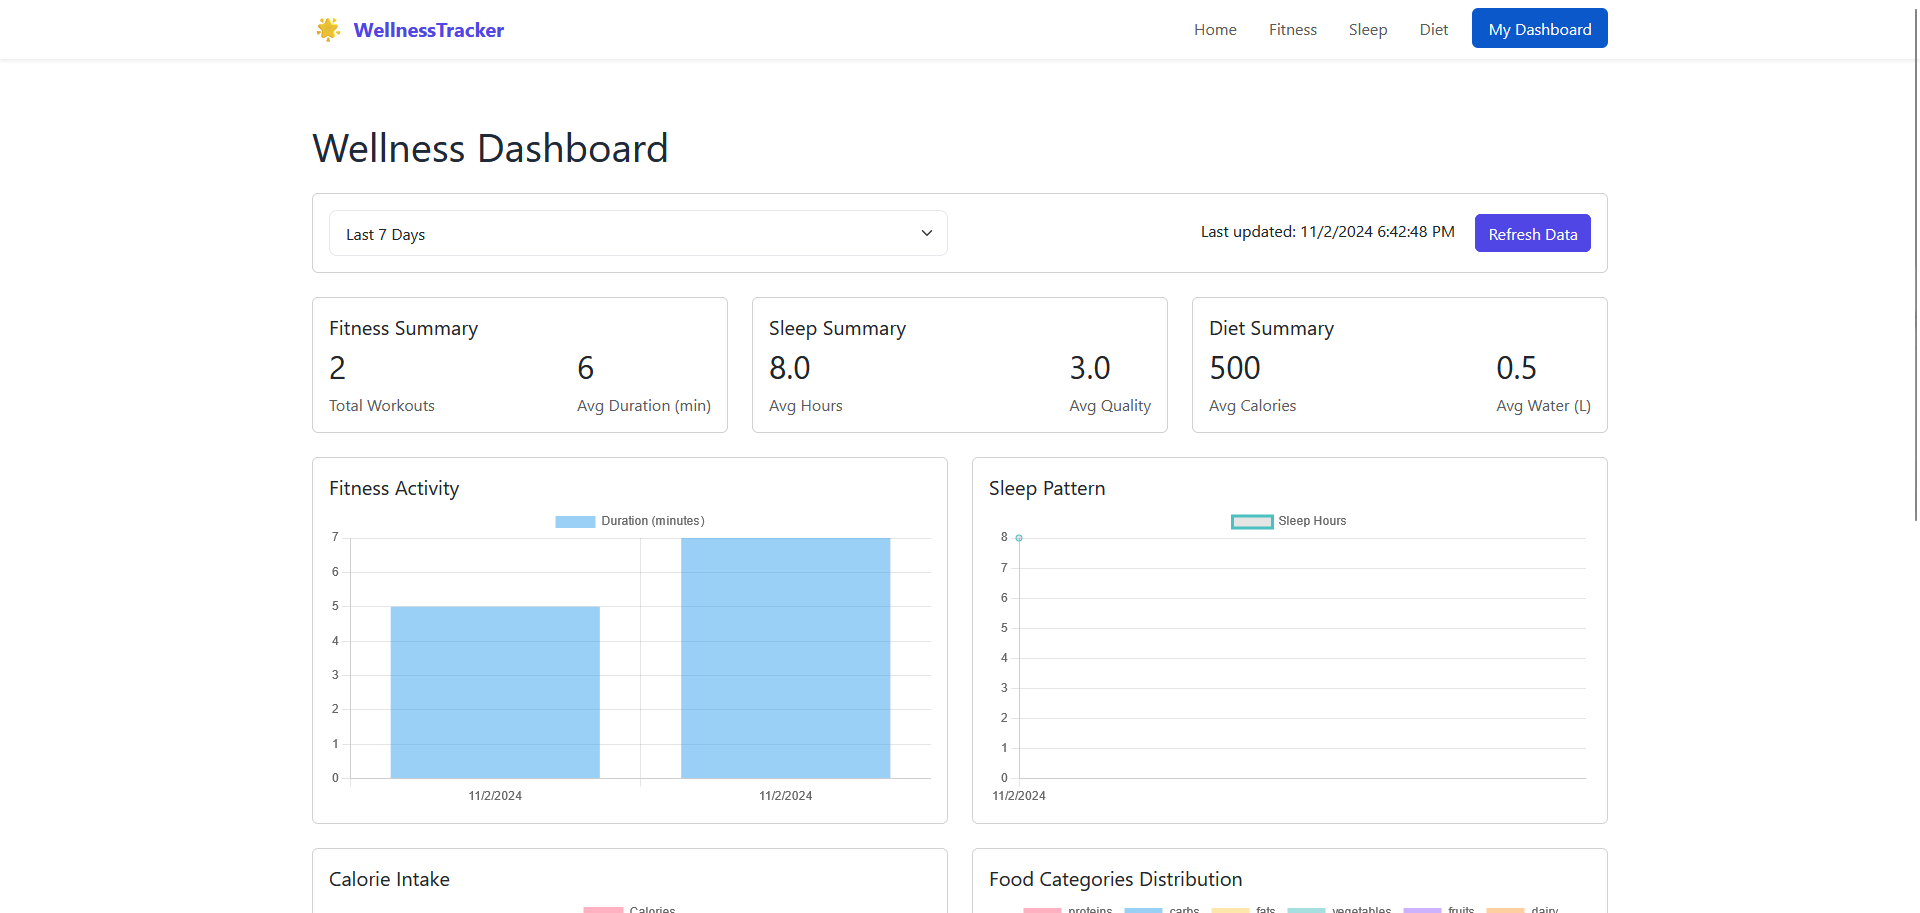 WellnessTracker
Home Fitness Sleep Diet My Dashboard
Wellness Dashboard
Last 7 Days
Last updated: 11/2/2024 6:42:48 PM
Refresh Data
Fitness Summary
2 6
Total Workouts Avg Duration (min)
Sleep Summary
8.0 3.0
Avg Hours Avg Quality
Diet Summary
500 0.5
Avg Calories Avg Water (L)
Fitness Activity
Duration (minutes)
7
6
5
4
3
2
1
0
11/2/2024 11/2/2024
Sleep Pattern
Sleep Hours
8
7
6
5
4
3
2
1
0
11/2/2024
Calorie Intake
Calories
Food Categories Distribution
proteins carbs fats vegetables fruits dairy